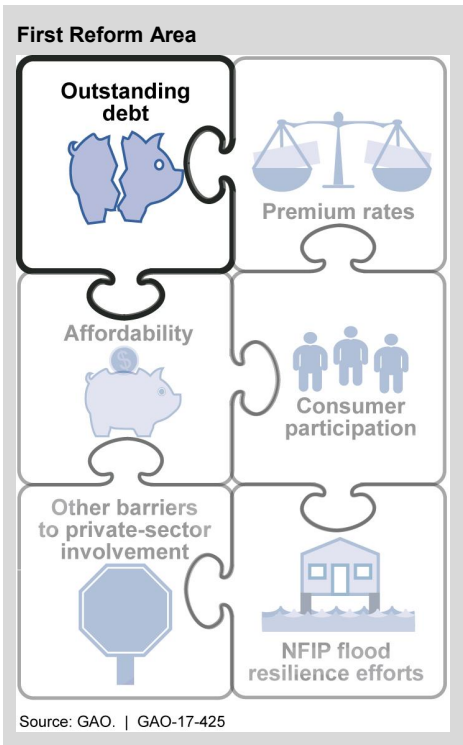 First Reform Area
Outstanding
debt
Premium rates
Affordability
$
Consumer
participation
Other barriers
to private-sector
involvement
NFIP flood
resilience efforts
Source: GAO. | GAO-17-425